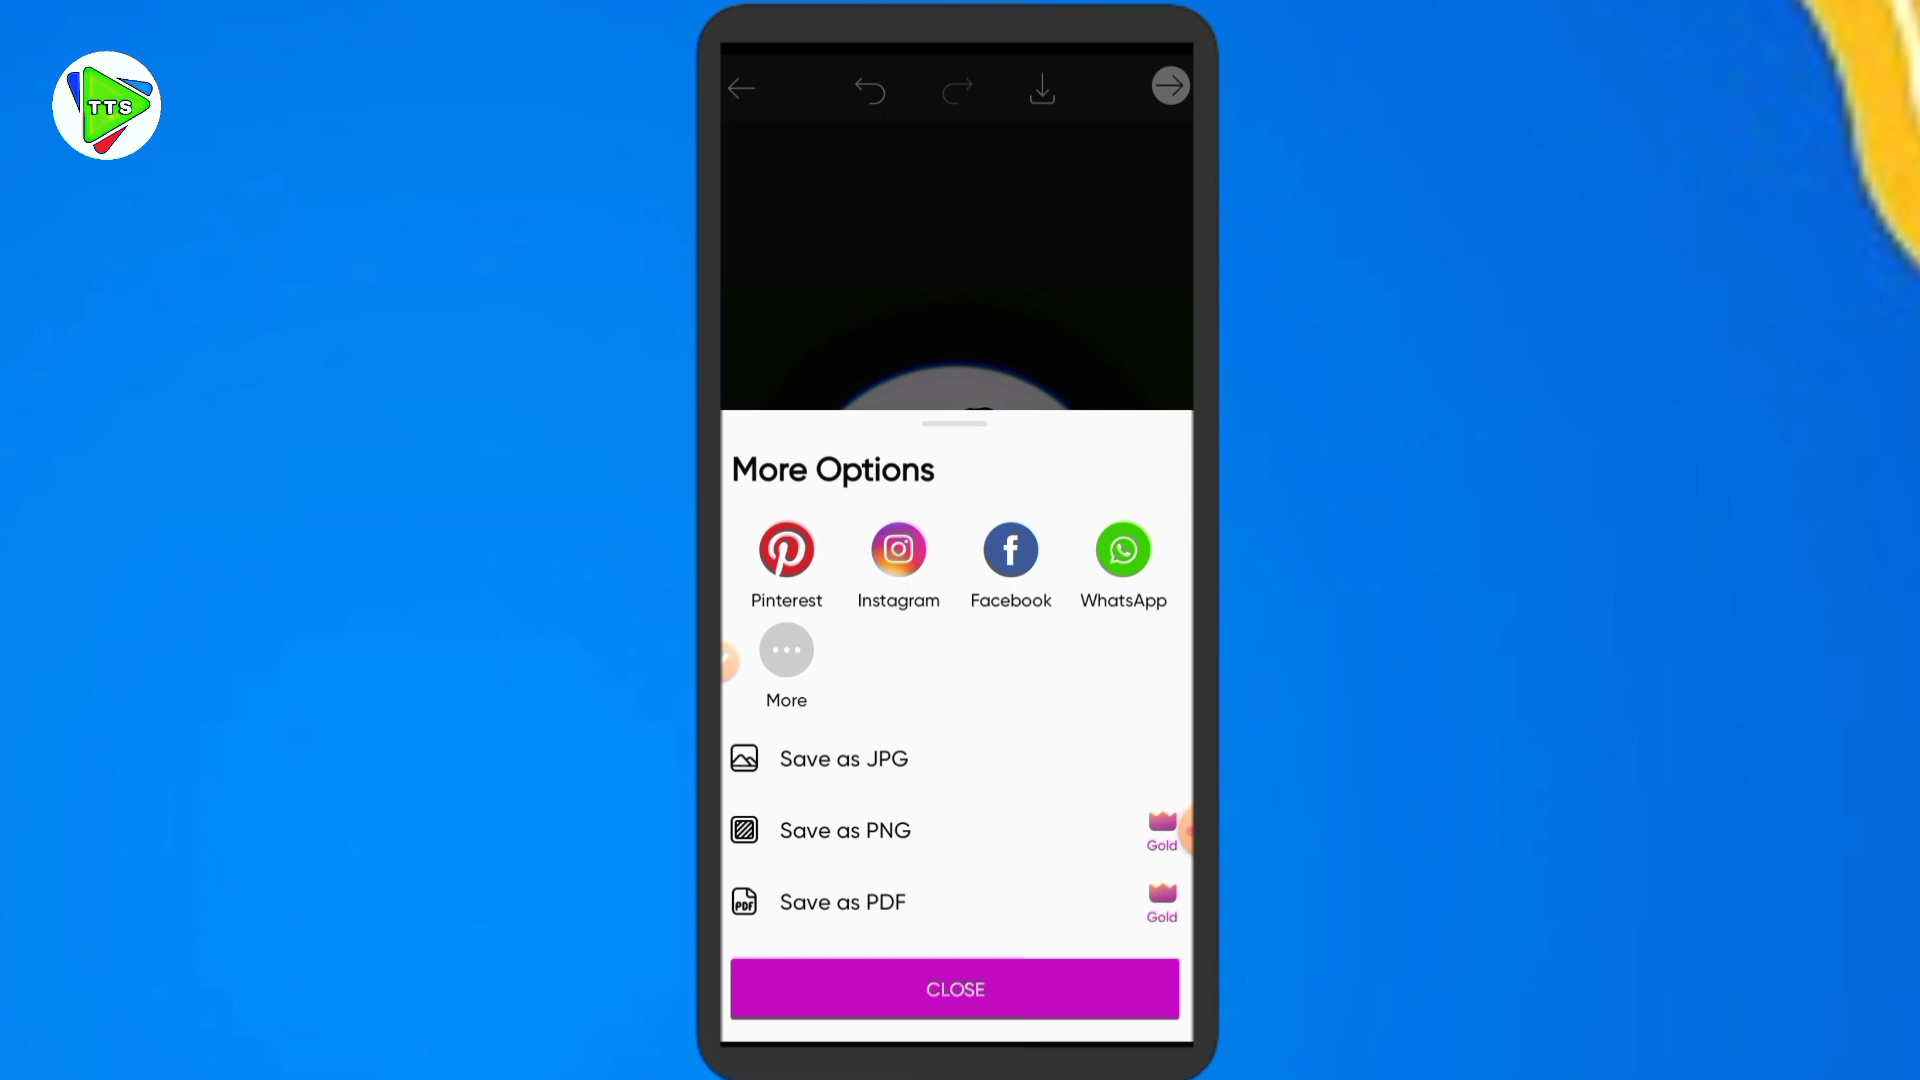 TTS
More Options
Pinterest Instagram Facebook WhatsApp
More
Save as JPG
Save as PNG Gold
PDF Save as PDF Gold
CLOSE